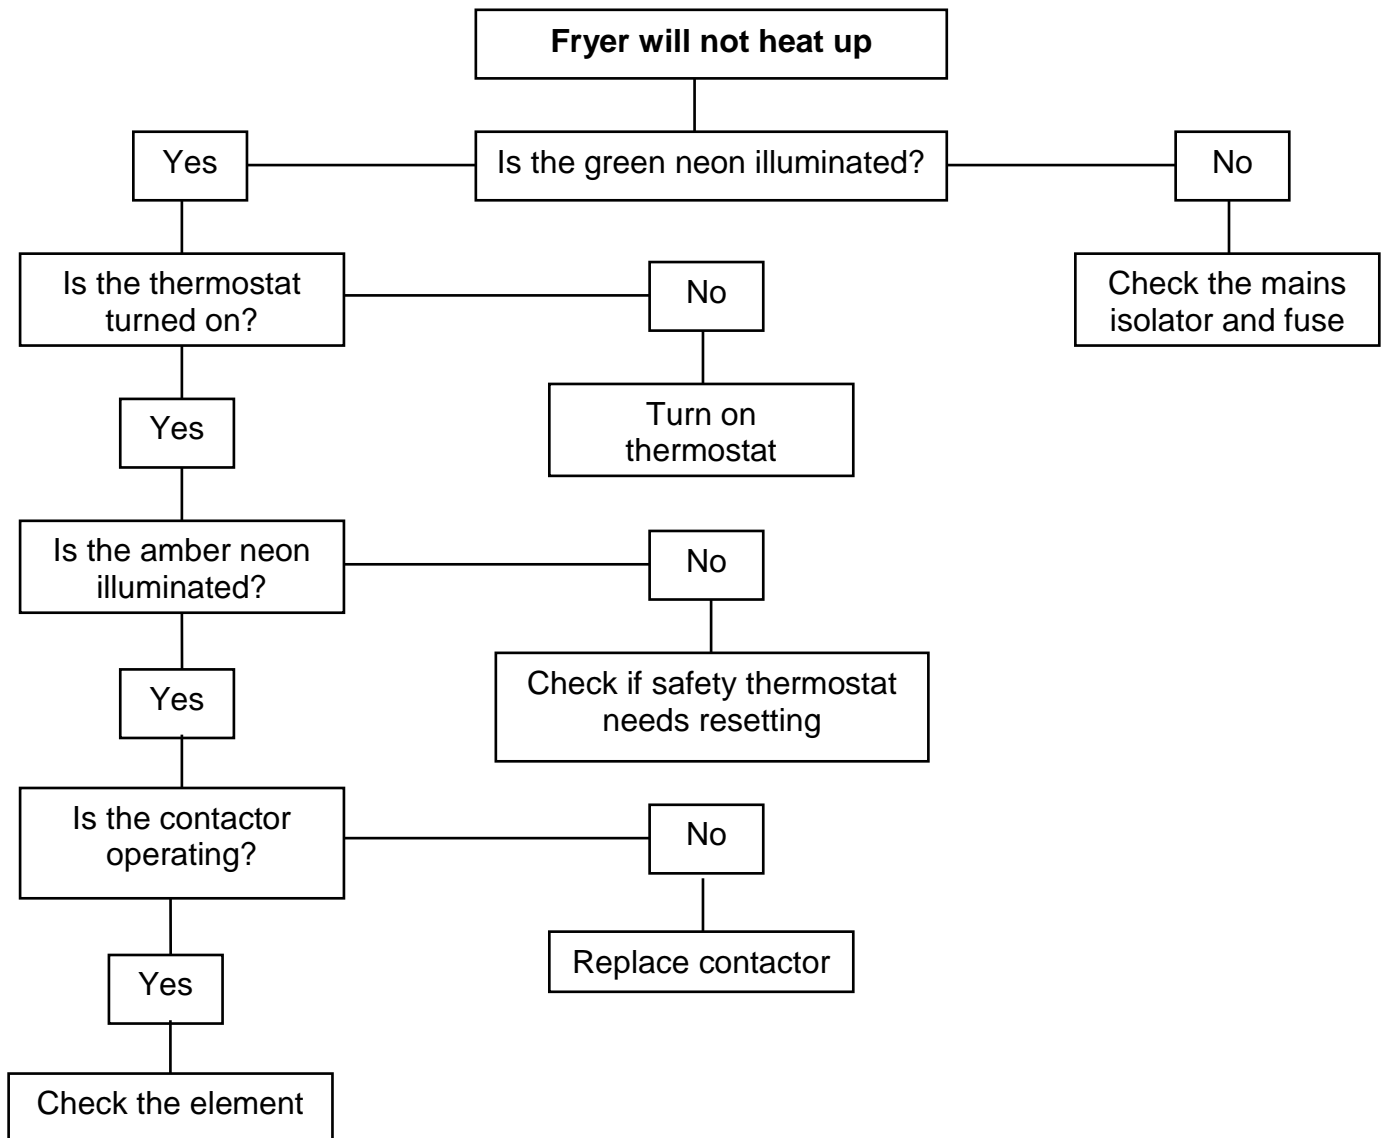 Fryer will not heat up
Yes
Is the green neon illuminated?
No
Is the thermostat
turned on?
No
Check the mains
isolator and fuse
Yes
Turn on
thermostat
Is the amber neon
illuminated?
No
Yes
Check if safety thermostat
needs resetting
Is the contactor
operating?
No
Yes
Replace contactor
Check the element